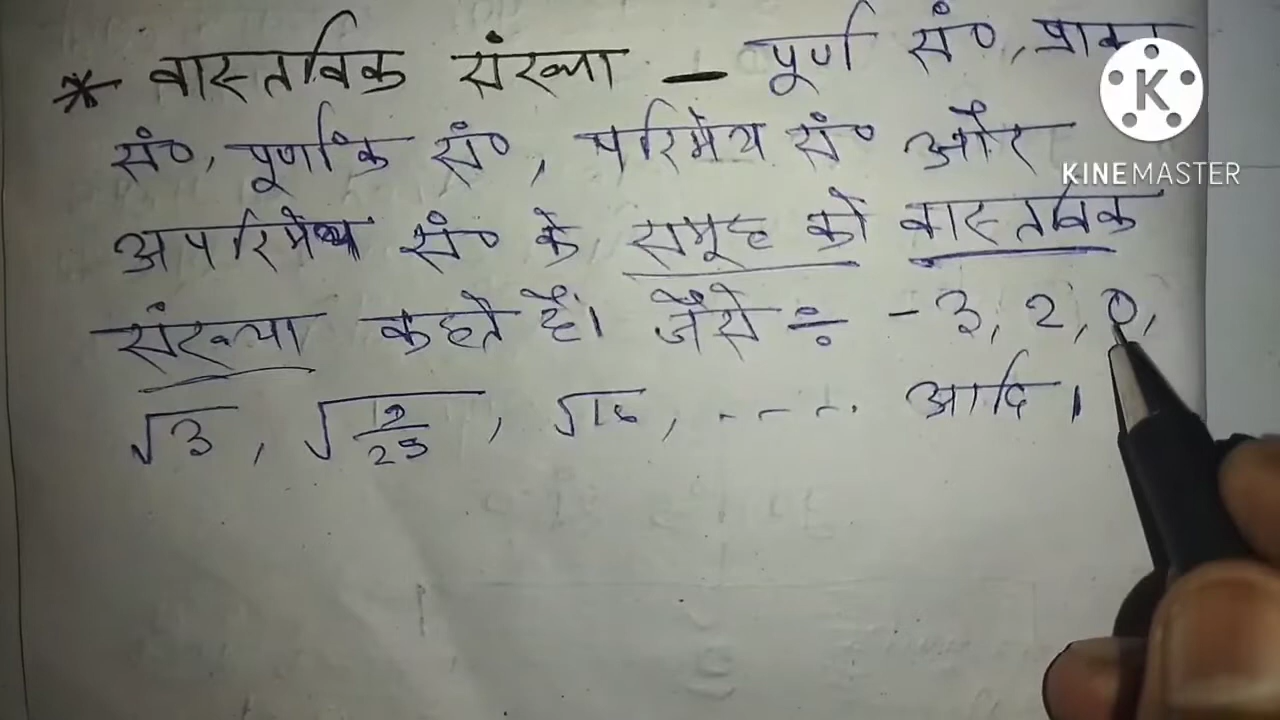 * वास्तविक संख्या — पूर्ण सं०, प्राकृ
सं०, पूर्णांक सं०, परिमेय सं० और
अपरिमेय सं० के समूह को वास्तविक
संख्या कहते हैं। जैसे ÷ -3, 2, 0,
√3, √9/25, √16, ---. आदि।
K
KINEMASTER